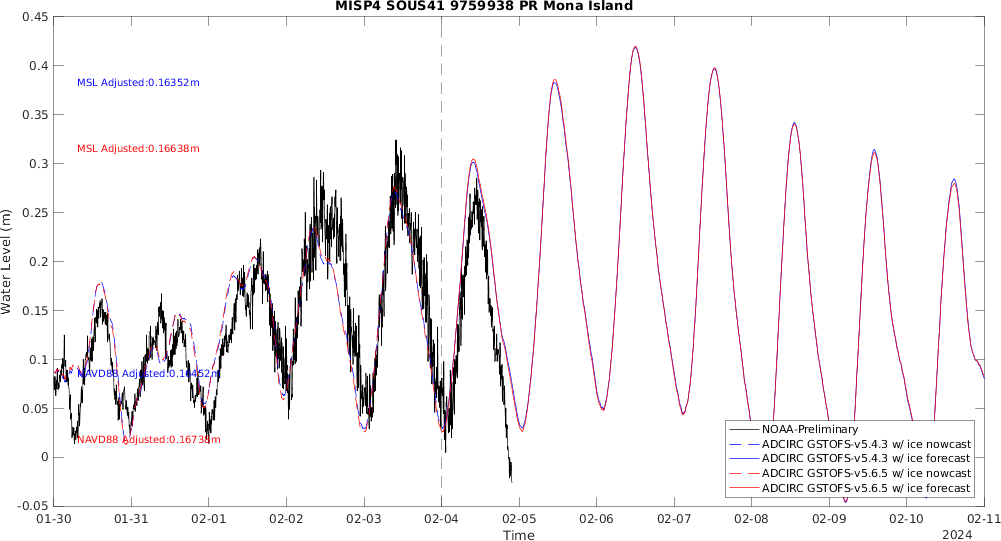 MISP4 SOUS41 9759938 PR Mona Island
0.45
0.4
0.35
0.3
0.25
0.2
0.15
0.1
0.05
0
-0.05
Water Level (m)
MSL Adjusted:0.16352m
MSL Adjusted:0.16638m
NAVD88 Adjusted:0.16452m
NAVD88 Adjusted:0.16738m
NOAA-Preliminary
ADCIRC GSTOFS-v5.4.3 w/ ice nowcast
ADCIRC GSTOFS-v5.4.3 w/ ice forecast
ADCIRC GSTOFS-v5.6.5 w/ ice nowcast
ADCIRC GSTOFS-v5.6.5 w/ ice forecast
01-30 01-31 02-01 02-02 02-03 02-04 02-05 02-06 02-07 02-08 02-09 02-10 02-11
Time
2024